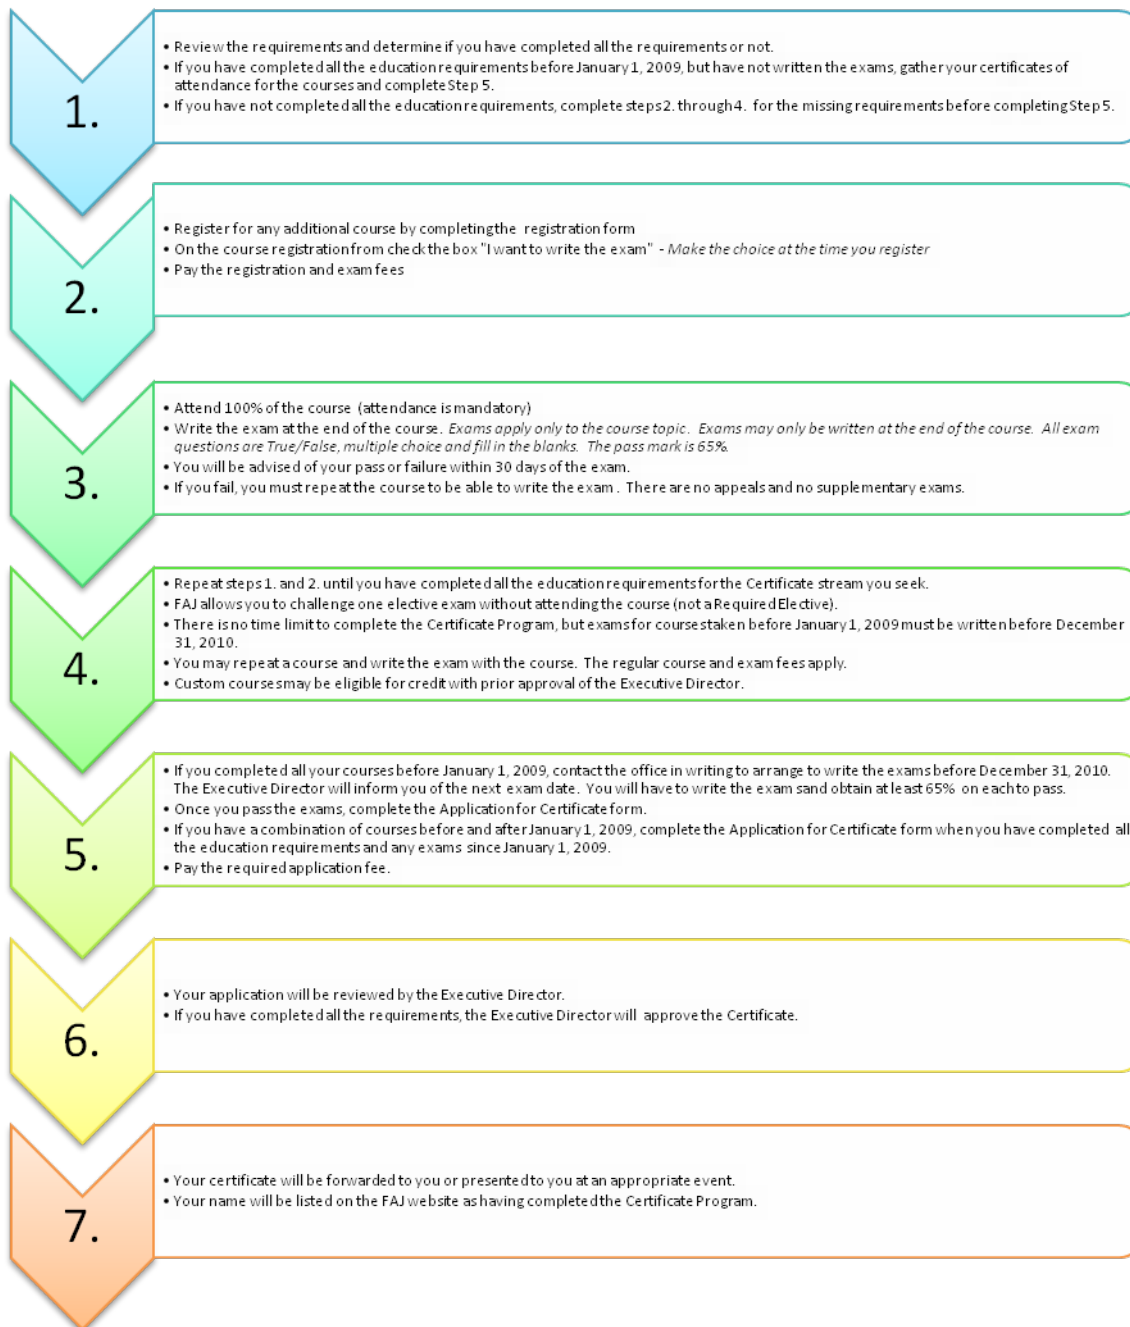 1.
• Review the requirements and determine if you have completed all the requirements or not.
• If you have completed all the education requirements before January 1, 2009, but have not written the exams, gather your certificates of
attendance for the courses and complete Step 5.
• If you have not completed all the education requirements, complete steps 2. through 4. for the missing requirements before completing Step 5.
2.
• Register for any additional course by completing the registration form
• On the course registration from check the box "I want to write the exam" - Make the choice at the time you register
• Pay the registration and exam fees
3.
• Attend 100% of the course (attendance is mandatory)
• Write the exam at the end of the course. Exams apply only to the course topic. Exams may only be written at the end of the course. All exam
questions are True/False, multiple choice and fill in the blanks. The pass mark is 65%.
• You will be advised of your pass or failure within 30 days of the exam.
• If you fail, you must repeat the course to be able to write the exam. There are no appeals and no supplementary exams.
4.
• Repeat steps 1. and 2. until you have completed all the education requirements for the Certificate stream you seek.
• FAJ allows you to challenge one elective exam without attending the course (not a Required Elective).
• There is no time limit to complete the Certificate Program, but exams for courses taken before January 1, 2009 must be written before December
31, 2010.
• You may repeat a course and write the exam with the course. The regular course and exam fees apply.
• Custom courses may be eligible for credit with prior approval of the Executive Director.
5.
• If you completed all your courses before January 1, 2009, contact the office in writing to arrange to write the exams before December 31, 2010.
The Executive Director will inform you of the next exam date. You will have to write the exam sand obtain at least 65% on each to pass.
• Once you pass the exams, complete the Application for Certificate form.
• If you have a combination of courses before and after January 1, 2009, complete the Application for Certificate form when you have completed all
the education requirements and any exams since January 1, 2009.
• Pay the required application fee.
6.
• Your application will be reviewed by the Executive Director.
• If you have completed all the requirements, the Executive Director will approve the Certificate.
7.
• Your certificate will be forwarded to you or presented to you at an appropriate event.
• Your name will be listed on the FAJ website as having completed the Certificate Program.